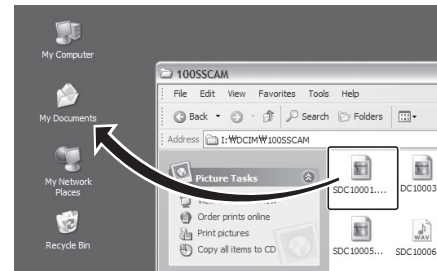 My Computer
My Documents
My Network
Places
Recycle Bin
100SSCAM
File Edit View Favorites Tools Help
Back Search Folders
Address I:₩DCIM₩100SSCAM
Picture Tasks
Order prints online
Print pictures
Copy all items to CD
SDC10001....
DC10003
SDC10005...
SDC10006
WAV